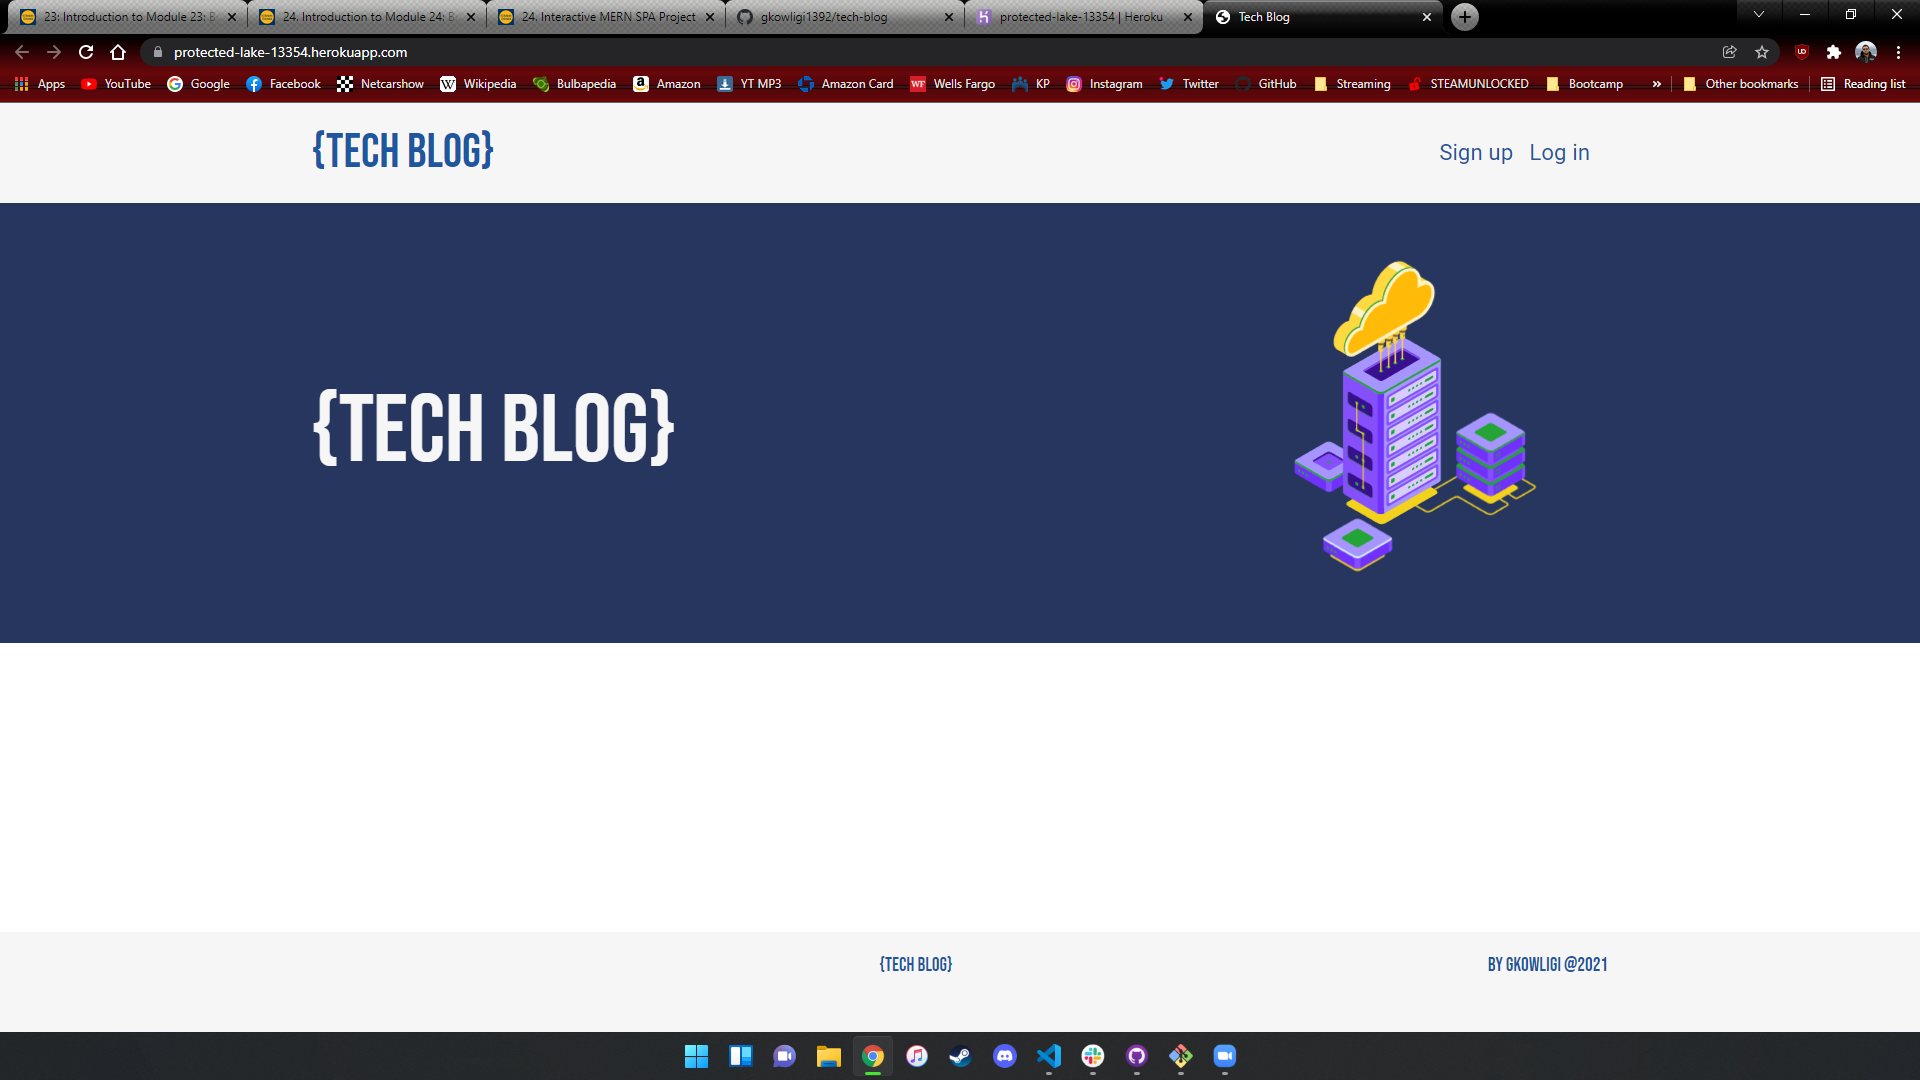 23: Introduction to Module 23: B
24. Introduction to Module 24: B
24. Interactive MERN SPA Project
gkowligi1392/tech-blog
protected-lake-13354 | Heroku
Tech Blog
protected-lake-13354.herokuapp.com
Apps YouTube Google Facebook Netcarshow Wikipedia Bulbapedia Amazon YT MP3 Amazon Card Wells Fargo KP Instagram Twitter GitHub Streaming STEAMUNLOCKED Bootcamp » Other bookmarks Reading list
{TECH BLOG}
Sign up Log in
{TECH BLOG}
{TECH BLOG}
BY GKOWLIGI @2021